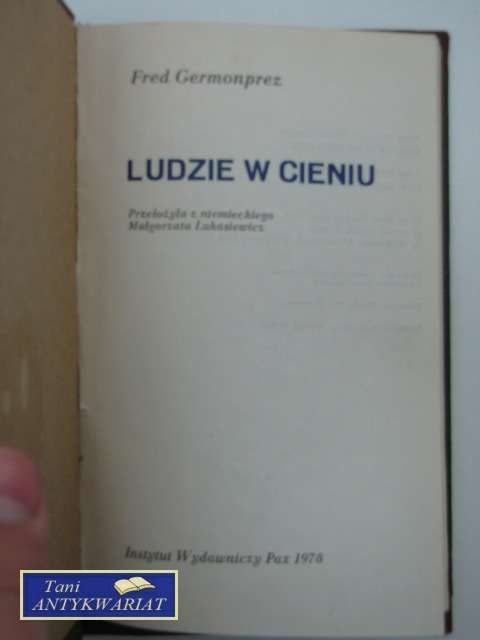 Fred Germonprez
LUDZIE W CIENIU
Przełożyła z niemieckiego
Małgorzata Łukasiewicz
Instytut Wydawniczy Pax 1978
Tani
ANTYKWARIAT